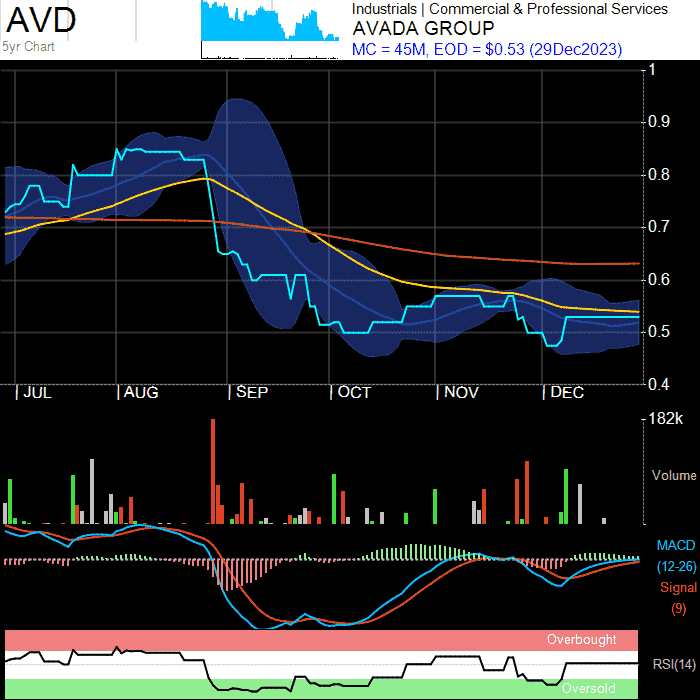 AVD
5yr Chart
Industrials | Commercial & Professional Services
AVADA GROUP
MC = 45M, EOD = $0.53 (29Dec2023)
1
0.9
0.8
0.7
0.6
0.5
0.4
JUL AUG SEP OCT NOV DEC
182k
Volume
MACD
(12-26)
Signal
(9)
Overbought
RSI(14)
Oversold